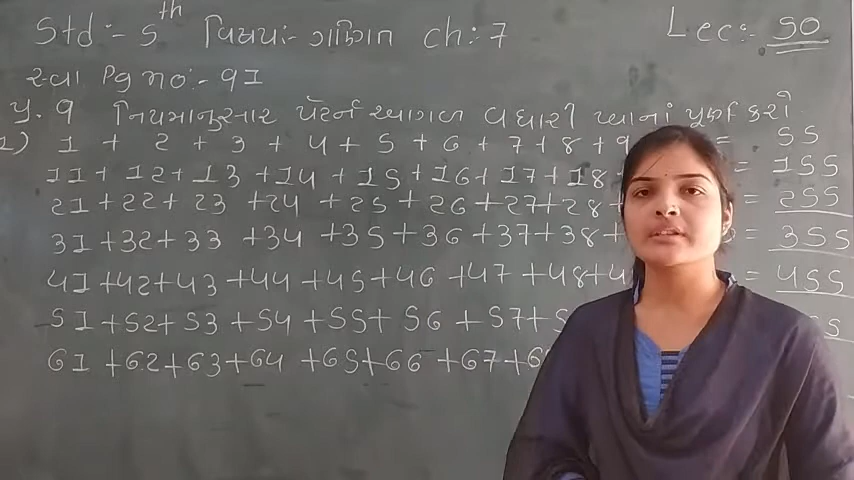 Std:- 5th વિષય:- ગણિત ch: 7 Lec:- 50
સ્વા Pg no:- 91
પ્ર. 9 નિયમાનુસાર પેટર્ન આગળ વધારી ખાનાં પૂર્ણ કરો.
1 + 2 + 3 + 4 + 5 + 6 + 7 + 8 + 9 = 55
11 + 12 + 13 + 14 + 15 + 16 + 17 + 18 + = 155
21 + 22 + 23 + 24 + 25 + 26 + 27 + 28 + 255
31 + 32 + 33 + 34 + 35 + 36 + 37 + 38 + = 355
41 + 42 + 43 + 44 + 45 + 46 + 47 + 48 + 4 = 455
51 + 52 + 53 + 54 + 55 + 56 + 57 + 5
61 + 62 + 63 + 64 + 65 + 66 + 67 + 6